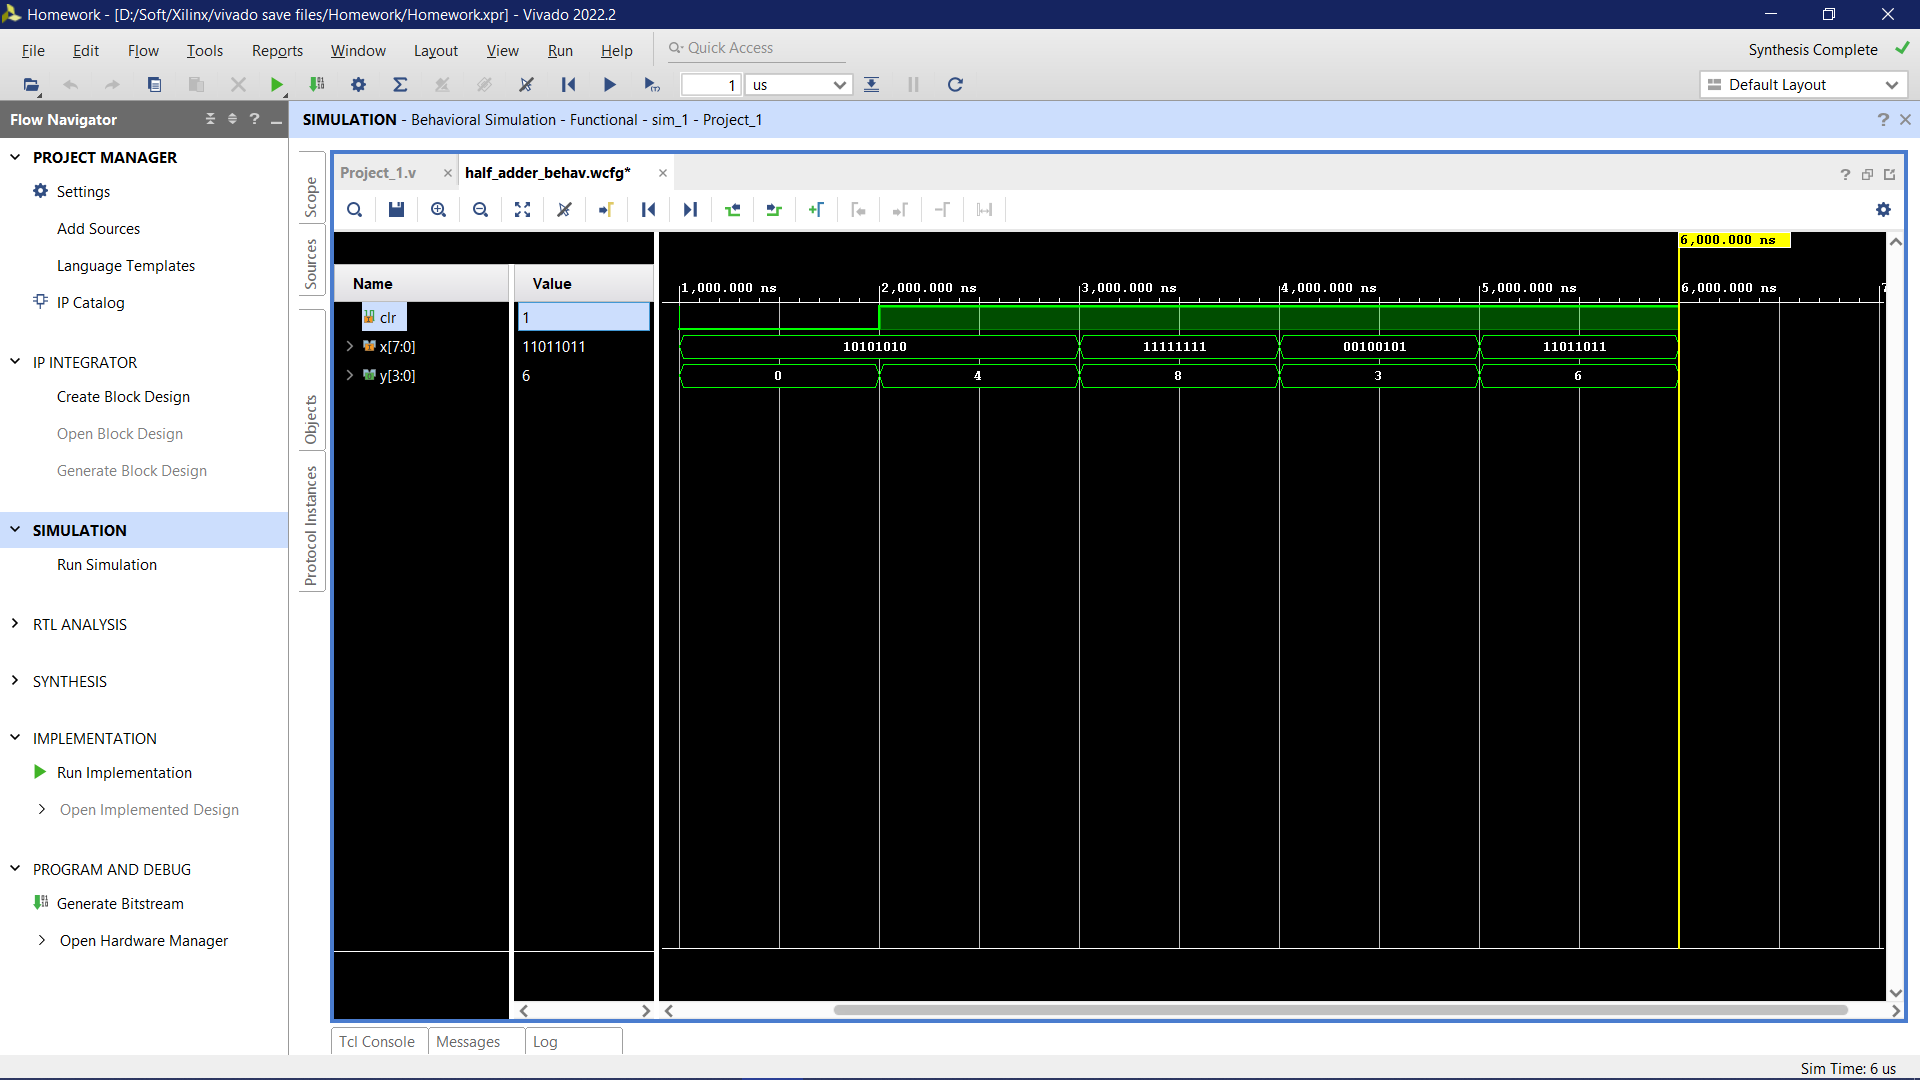 Homework - [D:/Soft/Xilinx/vivado save files/Homework/Homework.xpr] - Vivado 2022.2
File Edit Flow Tools Reports Window Layout View Run Help Quick Access
Synthesis Complete
1 us
Default Layout
Flow Navigator
SIMULATION - Behavioral Simulation - Functional - sim_1 - Project_1
PROJECT MANAGER
Settings
Add Sources
Language Templates
IP Catalog
IP INTEGRATOR
Create Block Design
Open Block Design
Generate Block Design
SIMULATION
Run Simulation
RTL ANALYSIS
SYNTHESIS
IMPLEMENTATION
Run Implementation
Open Implemented Design
PROGRAM AND DEBUG
Generate Bitstream
Open Hardware Manager
Scope
Sources
Objects
Protocol Instances
Project_1.v
half_adder_behav.wcfg*
6,000.000 ns
Name Value
1,000.000 ns 2,000.000 ns 3,000.000 ns 4,000.000 ns 5,000.000 ns 6,000.000 ns 7
clr 1
x[7:0] 11011011 10101010 11111111 00100101 11011011
y[3:0] 6 0 4 8 3 6
Tcl Console Messages Log
Sim Time: 6 us